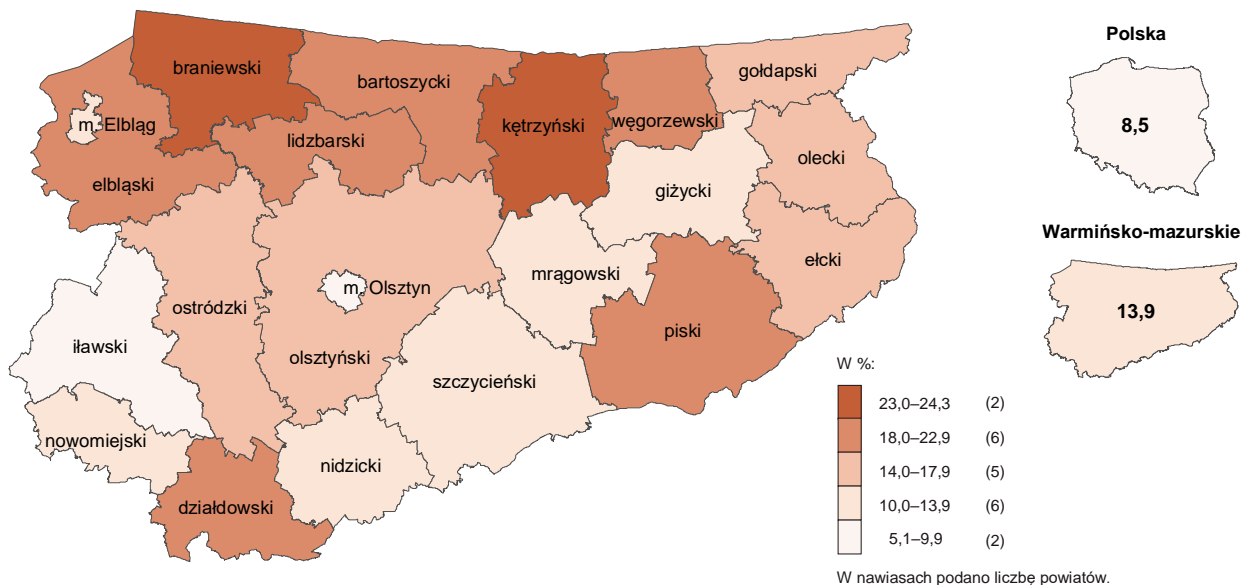 braniewski
bartoszycki
gołdapski
m. Elbląg
kętrzyński
węgorzewski
lidzbarski
olecki
elbląski
giżycki
ełcki
mrągowski
m. Olsztyn
ostródzki
piski
iławski
olsztyński
szczycieński
nowomiejski
nidzicki
działdowski
Polska
8,5
Warmińsko-mazurskie
13,9
W %:
23,0–24,3 (2)
18,0–22,9 (6)
14,0–17,9 (5)
10,0–13,9 (6)
5,1–9,9 (2)
W nawiasach podano liczbę powiatów.